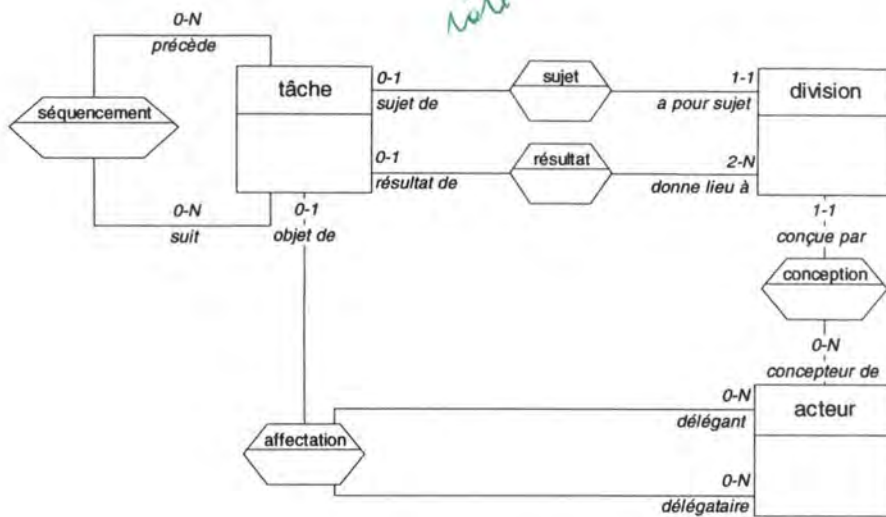 0-N
précède
séquencement
0-N
suit
tâche
0-1
sujet de
0-1
résultat de
0-1
objet de
sujet
résultat
1-1
a pour sujet
2-N
donne lieu à
division
1-1
conçue par
conception
0-N
concepteur de
affectation
0-N
délégant
0-N
délégataire
acteur